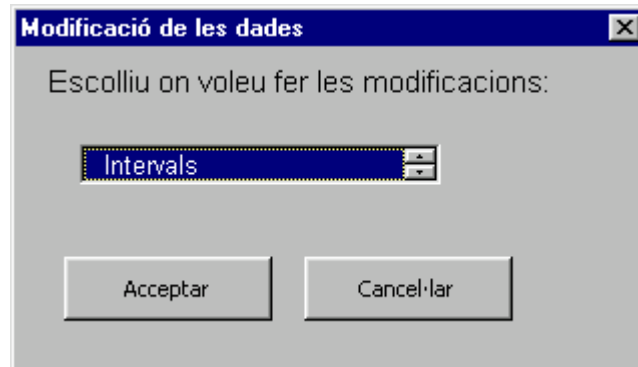 Modificació de les dades
Escolliu on voleu fer les modificacions:
Intervals
Acceptar Cancel·lar